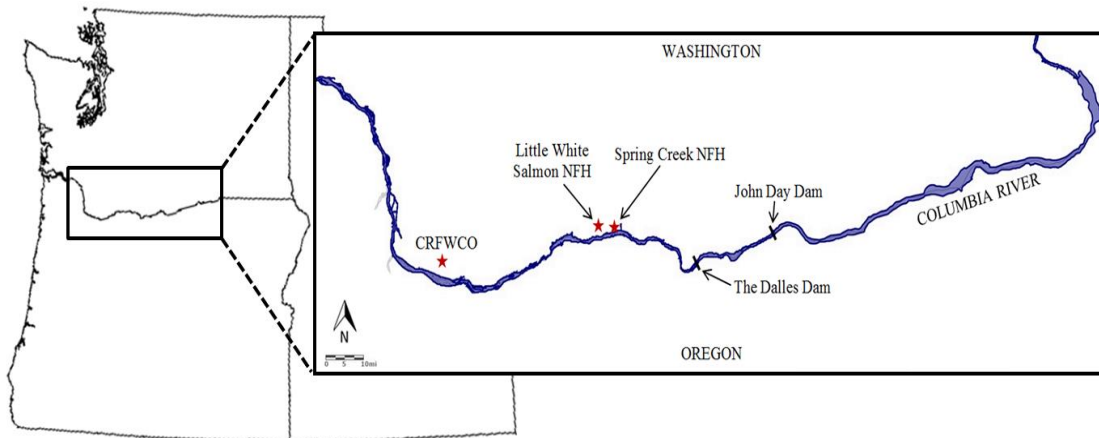 WASHINGTON
Little White
Salmon NFH
Spring Creek NFH
John Day Dam
COLUMBIA RIVER
CRFWCO
The Dalles Dam
N
0 5 10mi
OREGON